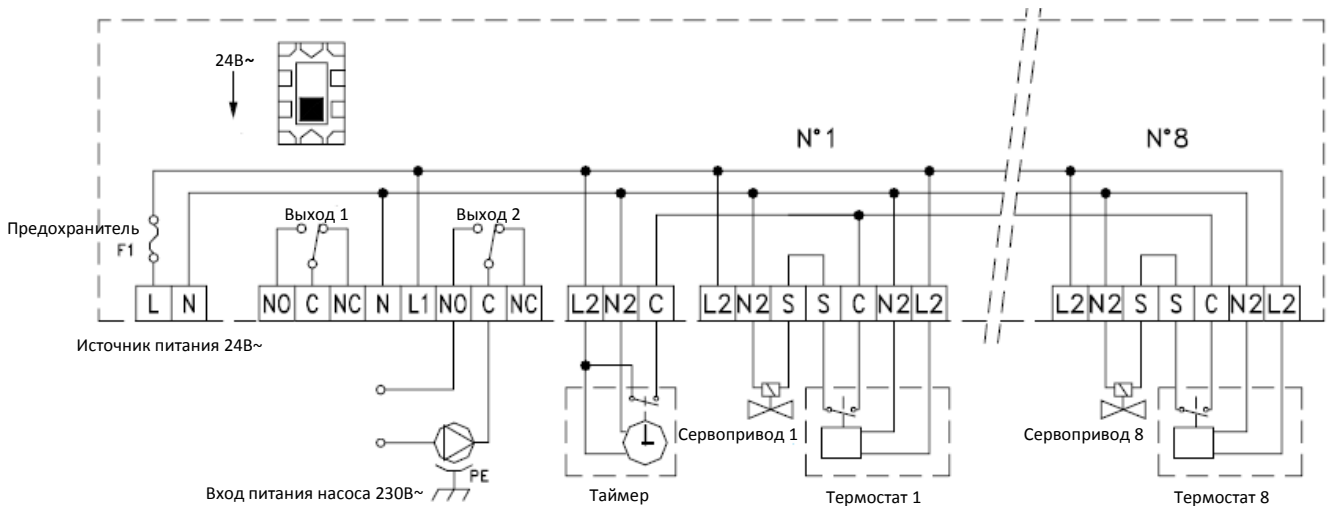 24В~
N°1
N°8
Выход 1
Выход 2
Предохранитель
F1
L N
NO C NC N L1 NO C NC
L2 N2 C
L2 N2 S S C N2 L2
L2 N2 S S C N2 L2
Источник питания 24В~
Сервопривод 1
Сервопривод 8
PE
Вход питания насоса 230В~
Таймер
Термостат 1
Термостат 8